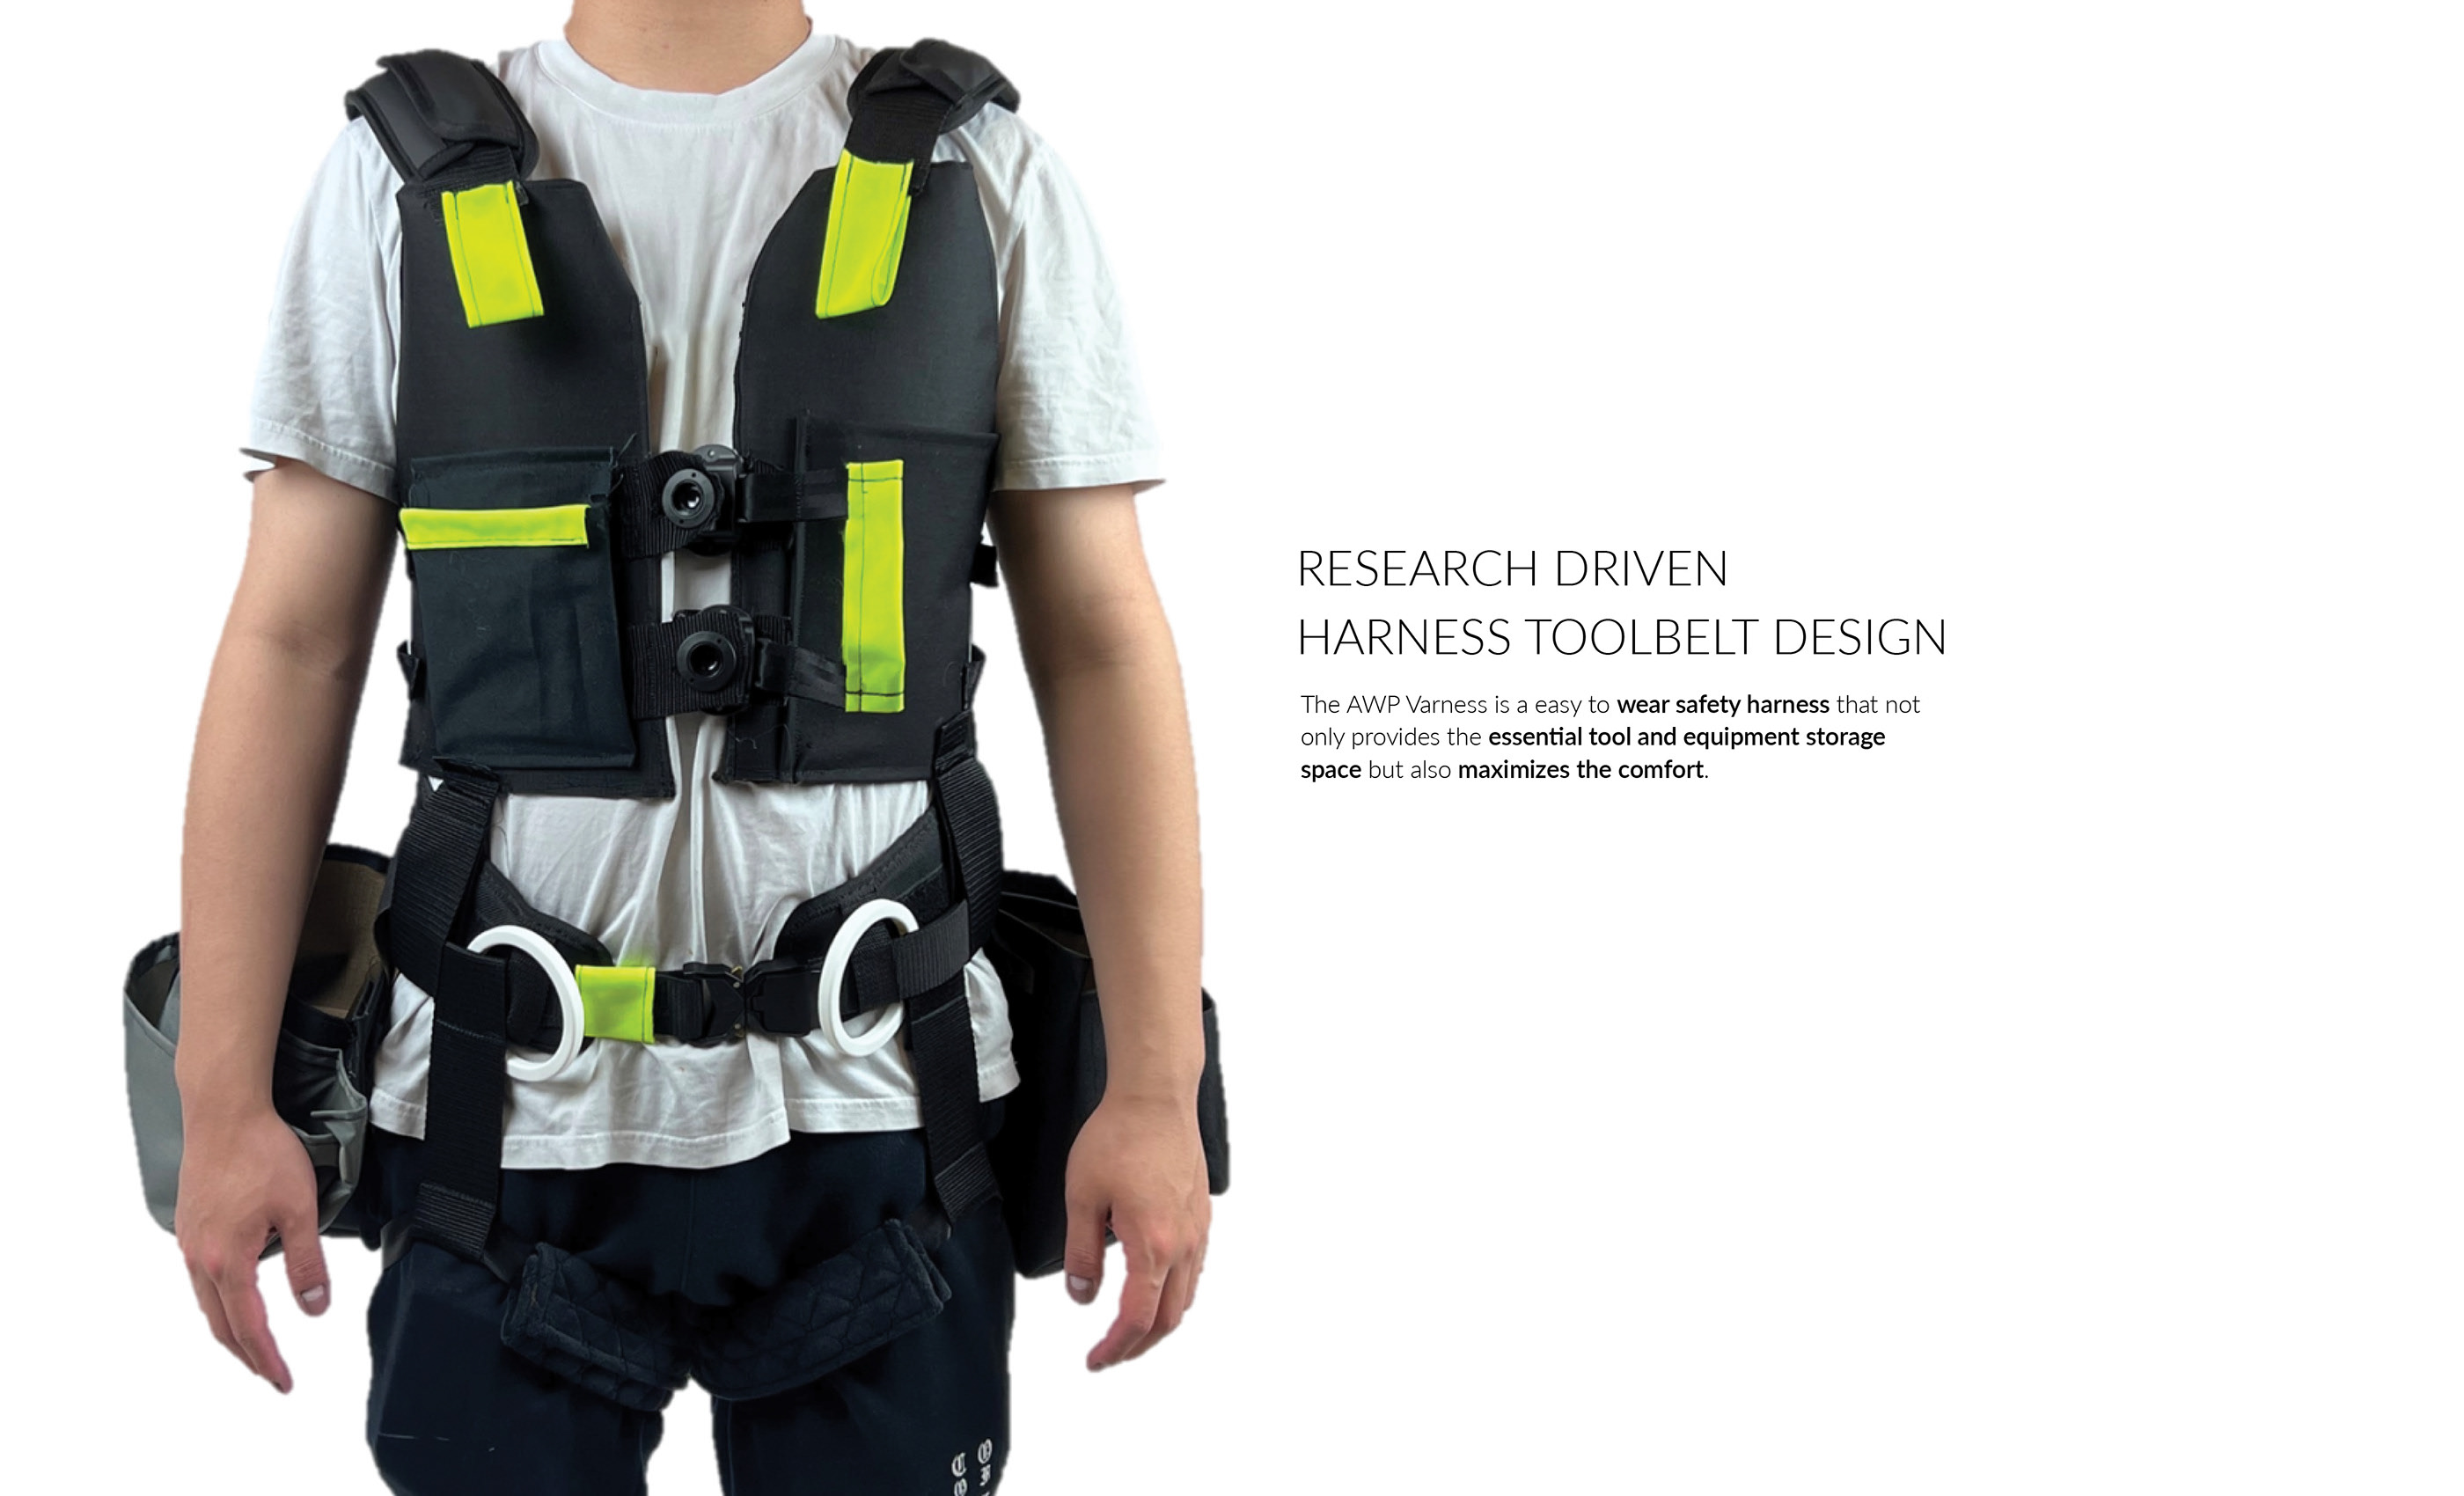 RESEARCH DRIVEN
HARNESS TOOLBELT DESIGN
The AWP Varness is a easy to wear safety harness that not
only provides the essential tool and equipment storage
space but also maximizes the comfort.